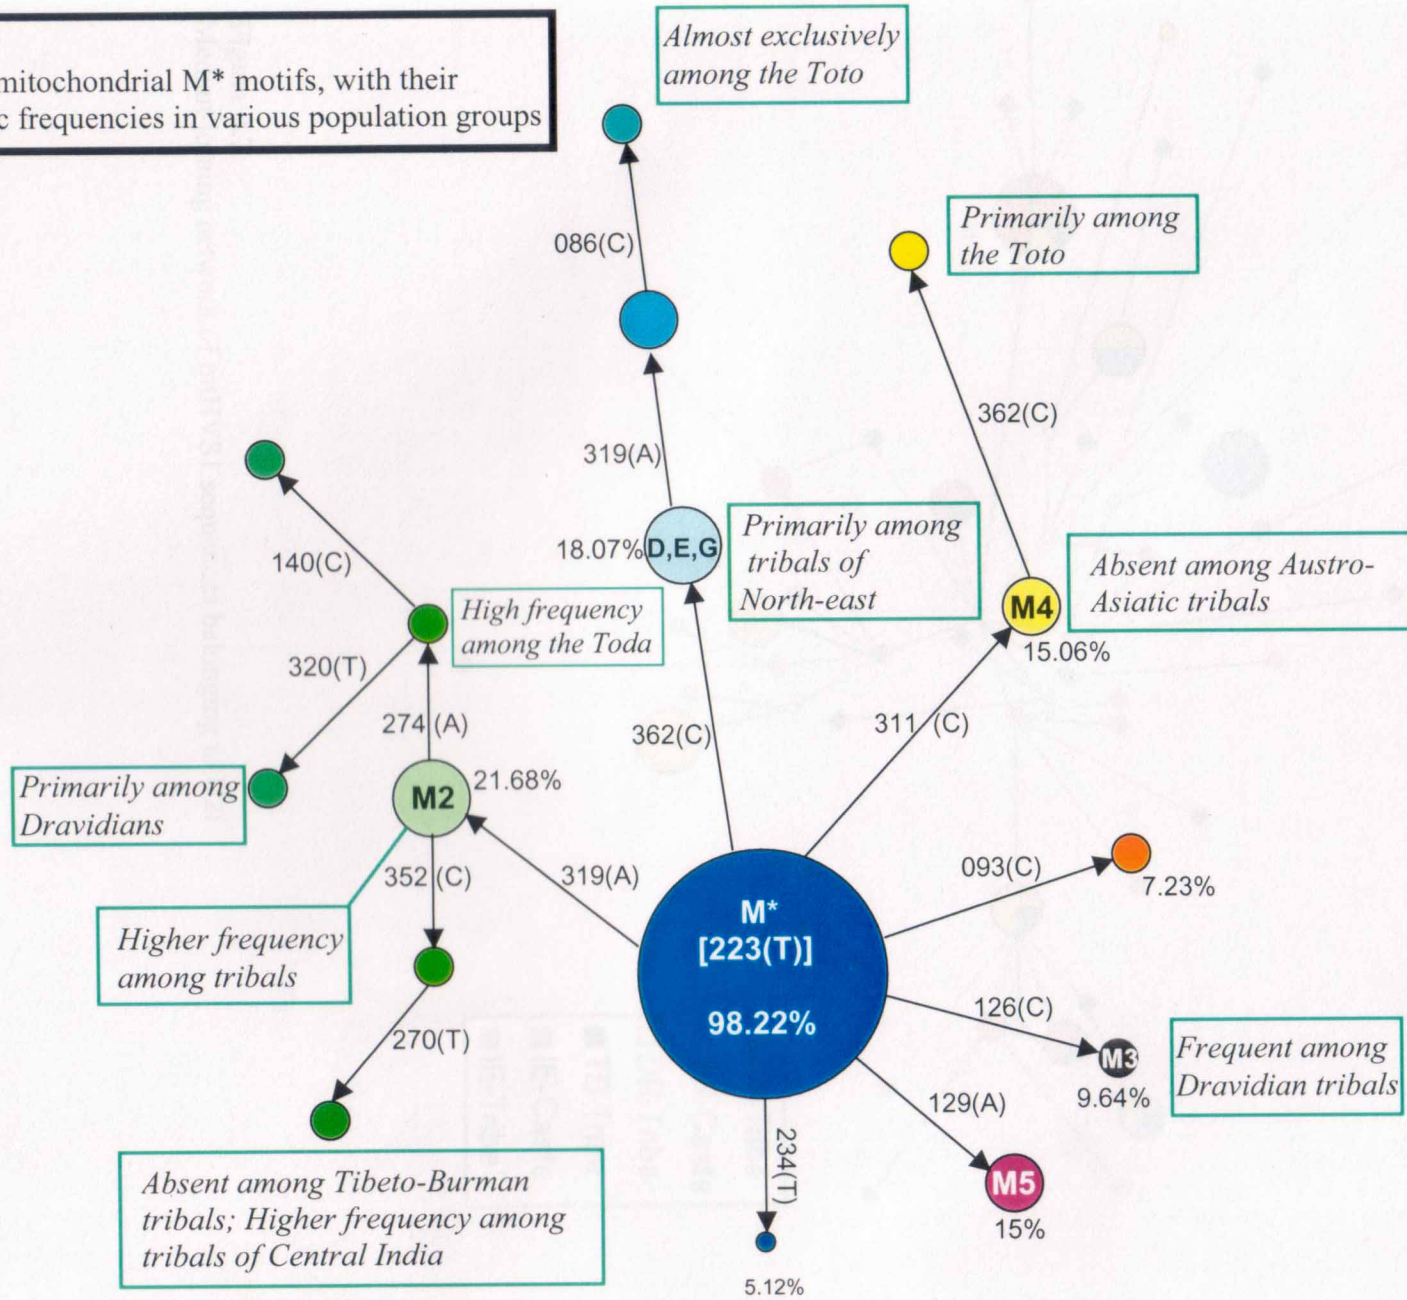 mitochondrial M* motifs, with their
frequencies in various population groups
Almost exclusively
among the Toto
086(C)
Primarily among
the Toto
362(C)
319(A)
140(C)
18.07%
D,E,G
Primarily among
tribals of
North-east
Absent among Austro-
Asiatic tribals
M4
15.06%
High frequency
among the Toda
320(T)
274 (A)
362(C)
311 (C)
Primarily among
Dravidians
M2
21.68%
352 (C)
319(A)
093(C)
7.23%
Higher frequency
among tribals
M*
[223(T)]
98.22%
126(C)
M3
9.64%
Frequent among
Dravidian tribals
270(T)
129(A)
M5
15%
234(T)
5.12%
Absent among Tibeto-Burman
tribals; Higher frequency among
tribals of Central India